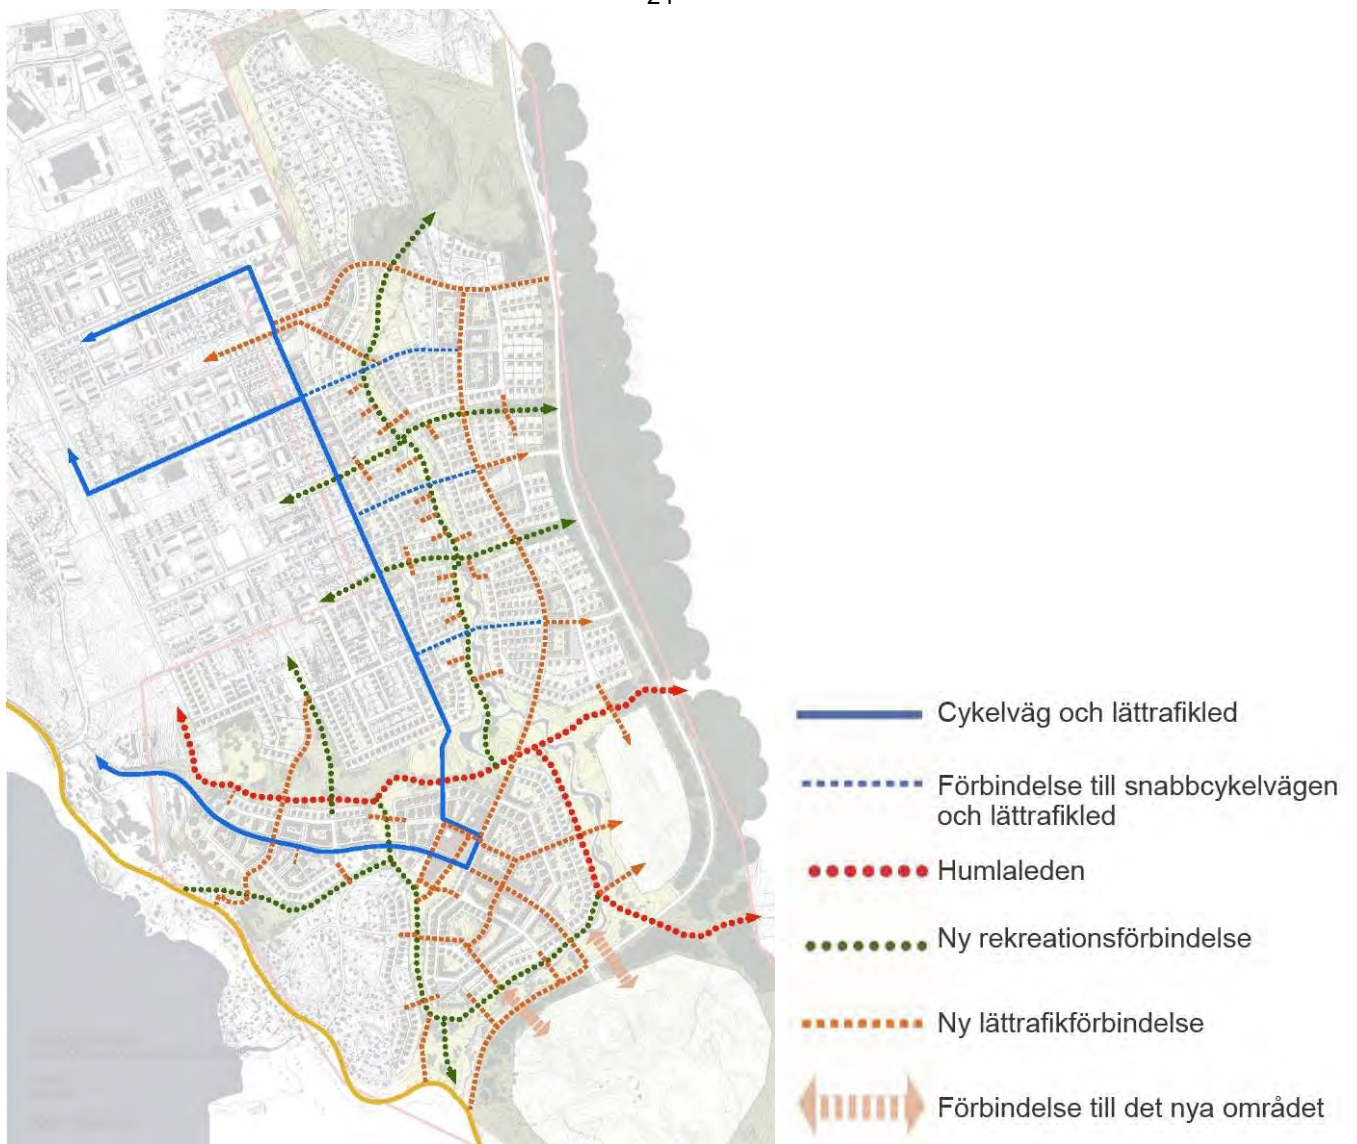 Cykelväg och lättrafikled
Förbindelse till snabbcykelvägen
och lättrafikled
Humlaleden
Ny rekreationsförbindelse
Ny lättrafikförbindelse
Förbindelse till det nya området